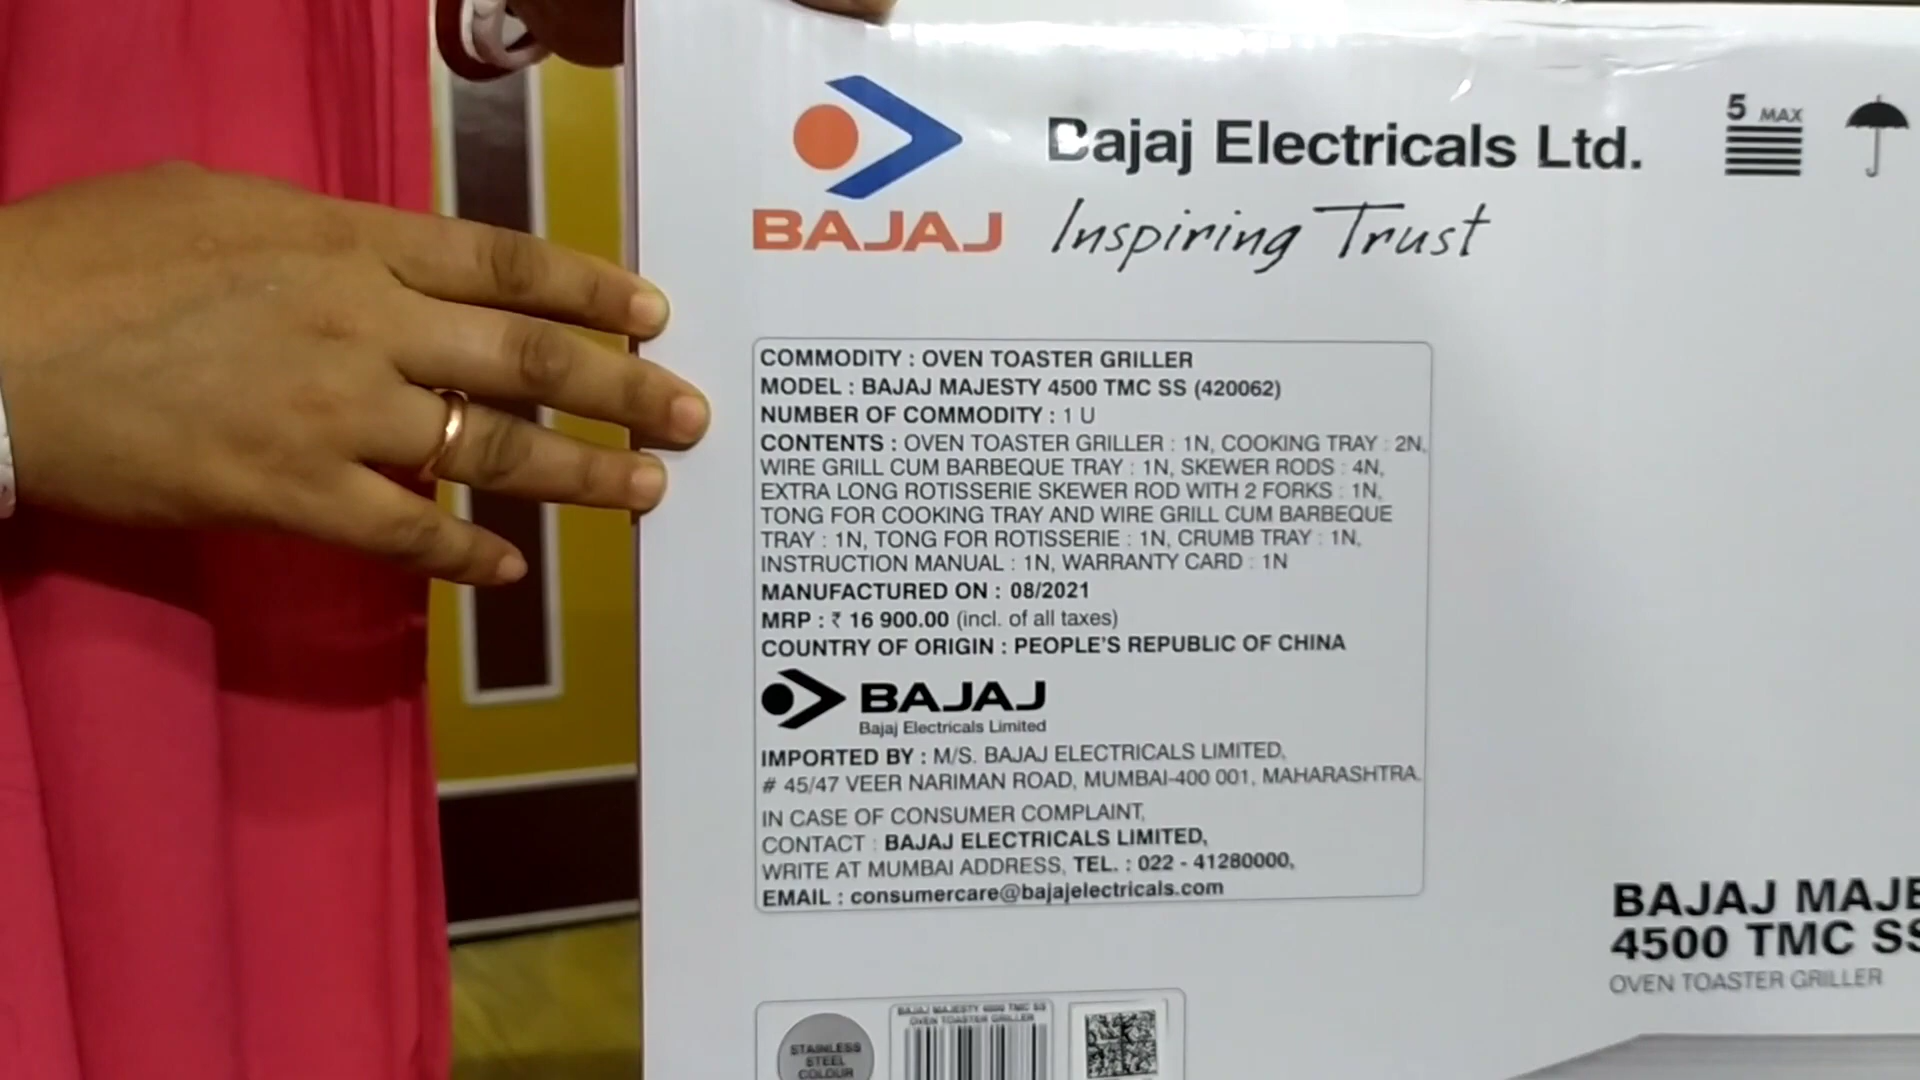 Bajaj Electricals Ltd.
5 MAX
BAJAJ
Inspiring Trust
COMMODITY : OVEN TOASTER GRILLER
MODEL : BAJAJ MAJESTY 4500 TMC SS (420062)
NUMBER OF COMMODITY : 1 U
CONTENTS : OVEN TOASTER GRILLER : 1N, COOKING TRAY : 2N,
WIRE GRILL CUM BARBEQUE TRAY : 1N, SKEWER RODS : 4N,
EXTRA LONG ROTISSERIE SKEWER ROD WITH 2 FORKS : 1N,
TONG FOR COOKING TRAY AND WIRE GRILL CUM BARBEQUE
TRAY : 1N, TONG FOR ROTISSERIE : 1N, CRUMB TRAY : 1N,
INSTRUCTION MANUAL : 1N, WARRANTY CARD : 1N
MANUFACTURED ON : 08/2021
MRP : ₹ 16 900.00 (incl. of all taxes)
COUNTRY OF ORIGIN : PEOPLE'S REPUBLIC OF CHINA
BAJAJ
Bajaj Electricals Limited
IMPORTED BY : M/S. BAJAJ ELECTRICALS LIMITED,
# 45/47 VEER NARIMAN ROAD, MUMBAI-400 001, MAHARASHTRA.
IN CASE OF CONSUMER COMPLAINT,
CONTACT : BAJAJ ELECTRICALS LIMITED,
WRITE AT MUMBAI ADDRESS, TEL. : 022 - 41280000,
EMAIL : consumercare@bajajelectricals.com
BAJAJ MAJE
4500 TMC SS
OVEN TOASTER GRILLER
BAJAJ MAJESTY 4500 TMC SS
OVEN TOASTER GRILLER
STAINLESS
STEEL
COLOUR